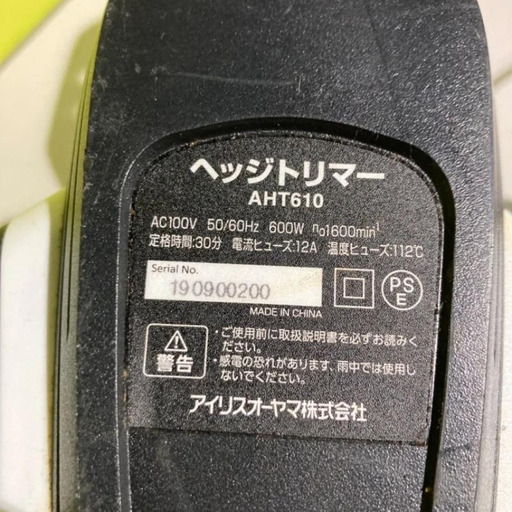 ヘッジトリマー
AHT610
AC100V 50/60Hz 600W n₀1600min⁻¹
定格時間:30分 電流ヒューズ:12A 温度ヒューズ:112℃
Serial No.
190900200
PSE
MADE IN CHINA
警告
・ご使用前に取扱説明書を必ずお読みく
ださい。
・感電の恐れがあります、雨中では使用し
ないでください。
アイリスオーヤマ株式会社